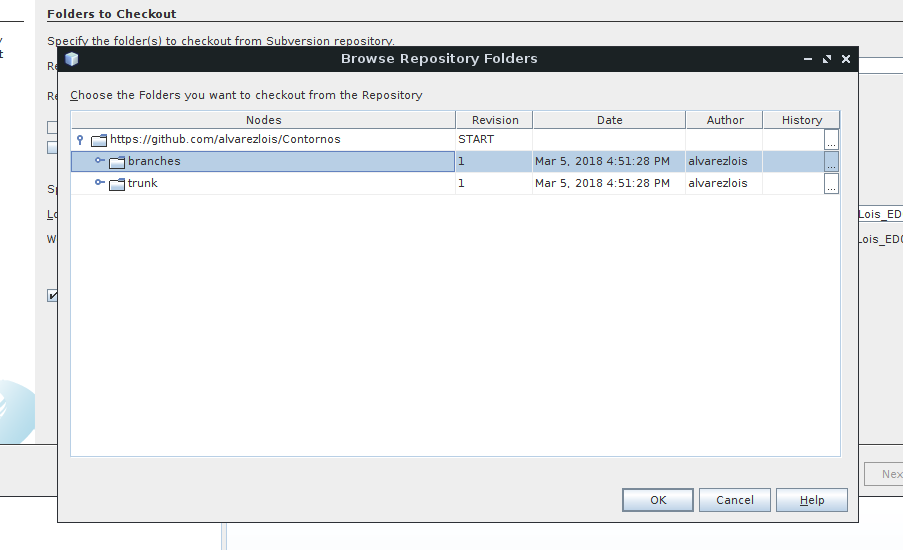 Folders to Checkout
Specify the folder(s) to checkout from Subversion repository.
Browse Repository Folders
Choose the Folders you want to checkout from the Repository
Nodes Revision Date Author History
https://github.com/alvarezlois/Contornos START ...
branches 1 Mar 5, 2018 4:51:28 PM alvarezlois ...
trunk 1 Mar 5, 2018 4:51:28 PM alvarezlois ...
Re
Re
Sp
Lo
W
Lois_ED
Lois_ED0
Nex
OK Cancel Help